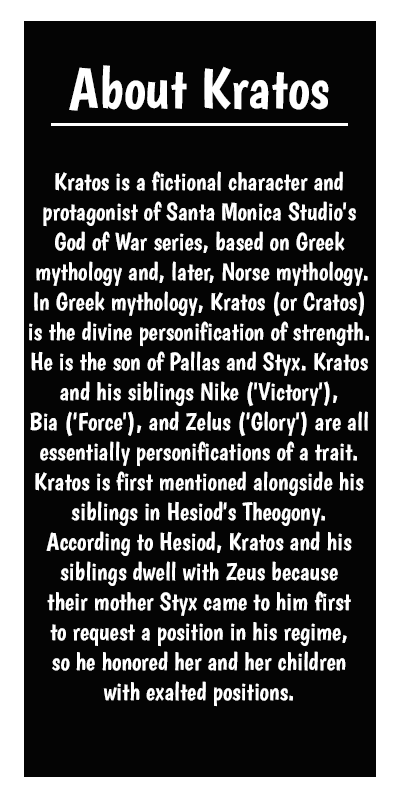 About Kratos
Kratos is a fictional character and
protagonist of Santa Monica Studio's
God of War series, based on Greek
mythology and, later, Norse mythology.
In Greek mythology, Kratos (or Cratos)
is the divine personification of strength.
He is the son of Pallas and Styx. Kratos
and his siblings Nike ('Victory'),
Bia ('Force'), and Zelus ('Glory') are all
essentially personifications of a trait.
Kratos is first mentioned alongside his
siblings in Hesiod's Theogony.
According to Hesiod, Kratos and his
siblings dwell with Zeus because
their mother Styx came to him first
to request a position in his regime,
so he honored her and her children
with exalted positions.